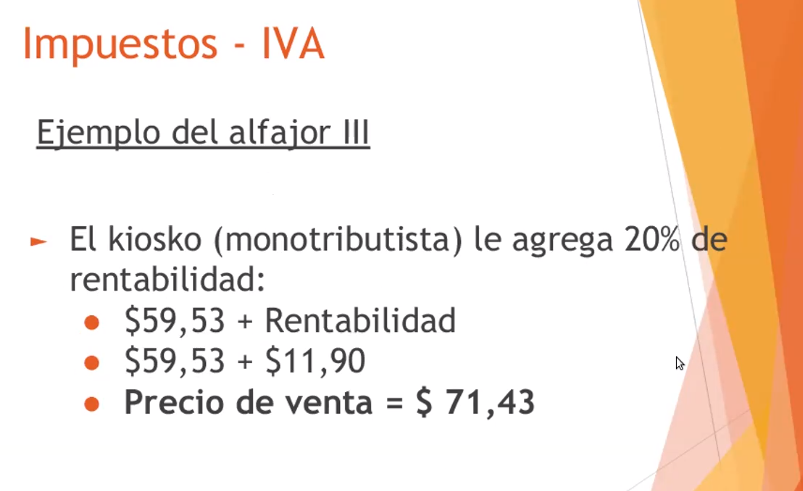 Impuestos - IVA
Ejemplo del alfajor III
► El kiosko (monotributista) le agrega 20% de
rentabilidad:
● $59,53 + Rentabilidad
● $59,53 + $11,90
● Precio de venta = $ 71,43